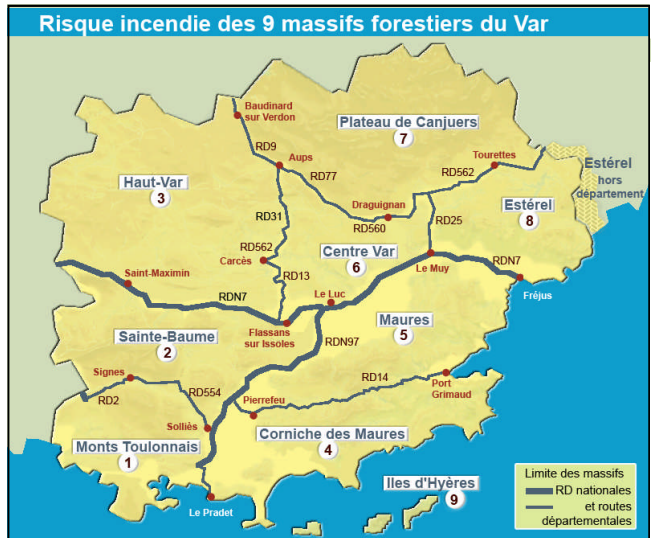 Risque incendie des 9 massifs forestiers du Var
Baudinard
sur Verdon
Plateau de Canjuers
7
RD9
Aups
RD77
Tourettes
RD562
Estérel
hors
département
Haut-Var
3
Draguignan
RD560
Estérel
8
RD31
RD25
RD562
Carcès
Centre Var
6
RD13
Le Muy
RDN7
Saint-Maximin
RDN7
Le Luc
Fréjus
Flassans
sur Issoles
Maures
5
Sainte-Baume
2
RDN97
Signes
RD2
RD554
Pierrefeu
RD14
Port
Grimaud
Solliès
Monts Toulonnais
1
Corniche des Maures
4
Iles d'Hyères
9
Le Pradet
Limite des massifs
RD nationales
et routes
départementales